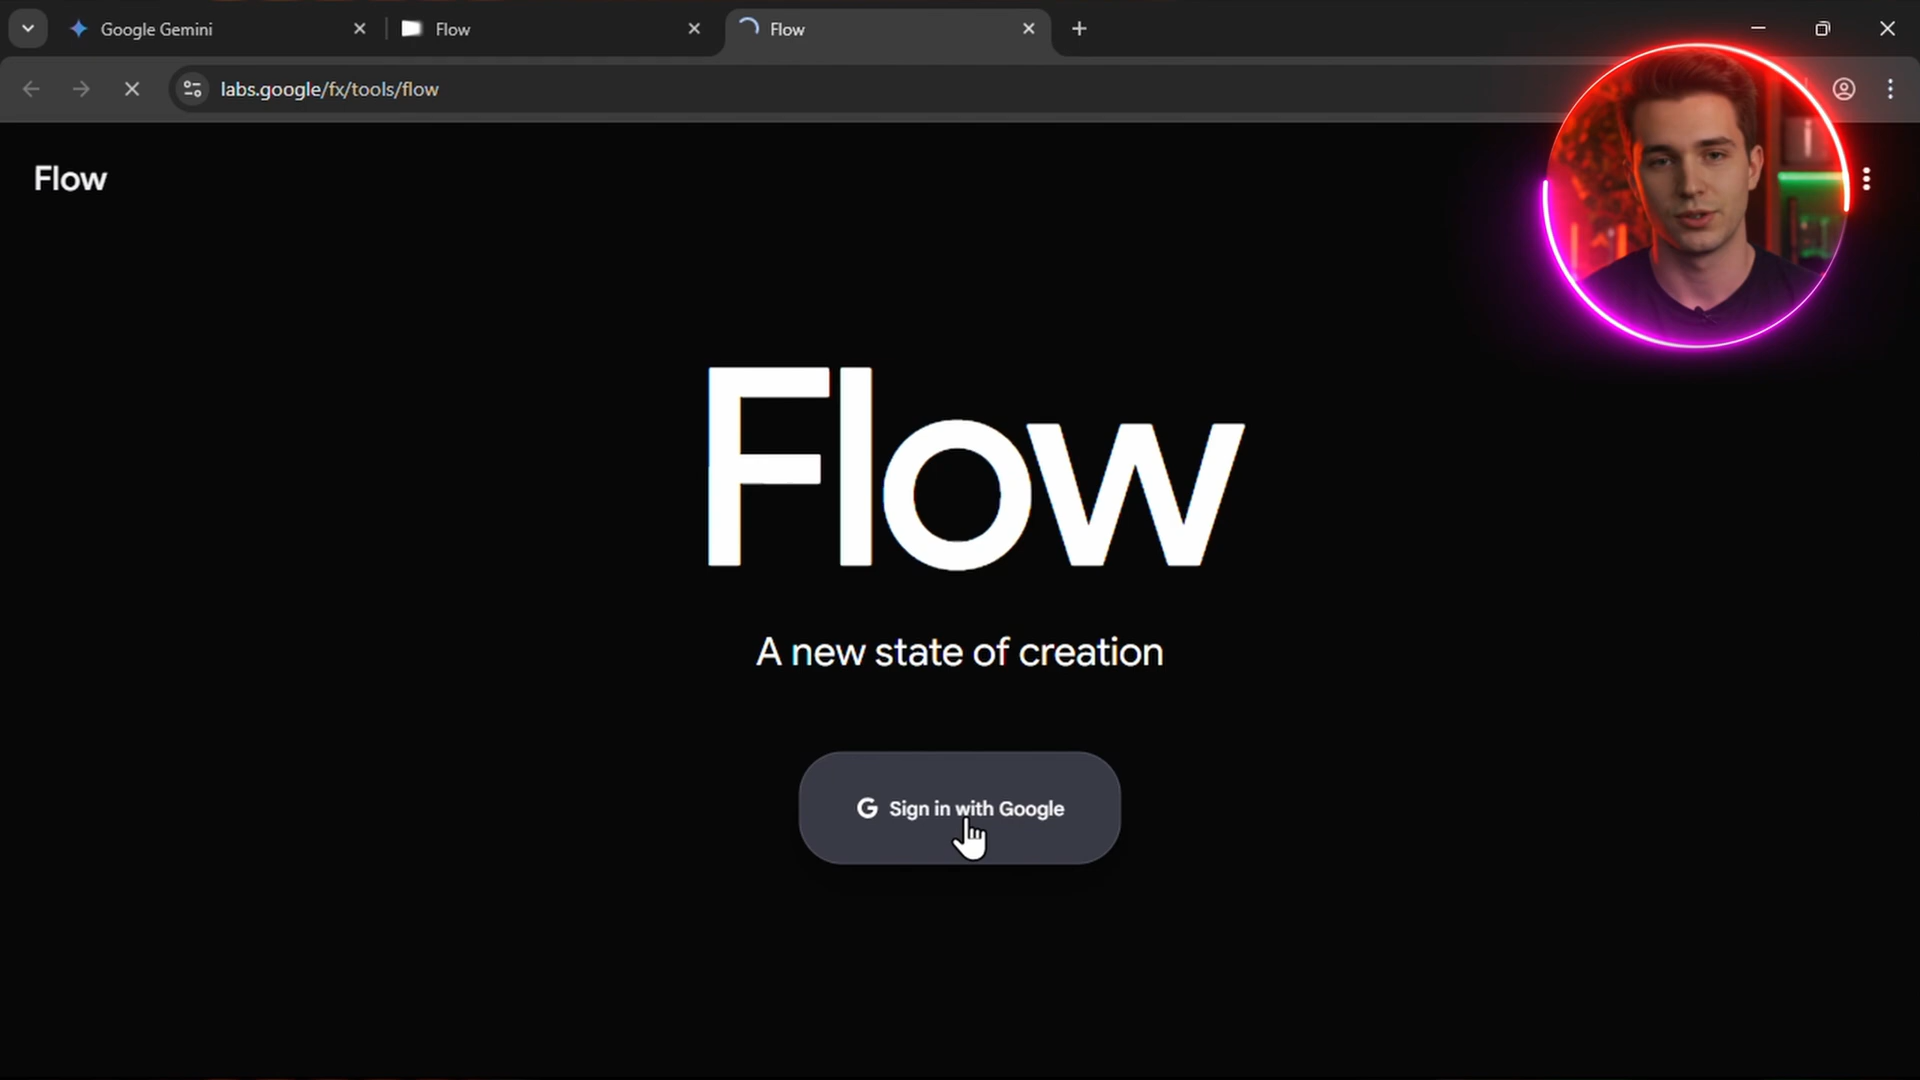 Google Gemini
Flow
Flow
labs.google/fx/tools/flow
Flow
Flow
A new state of creation
G Sign in with Google